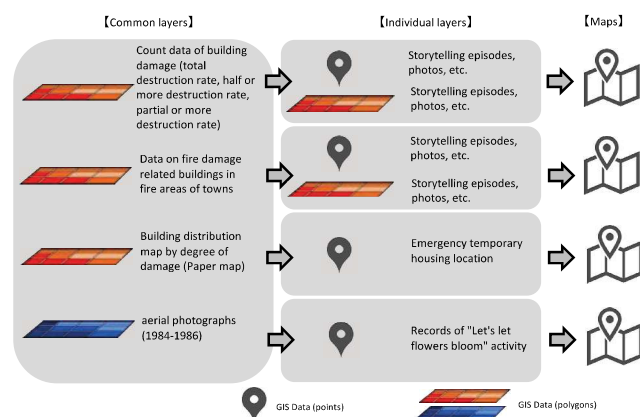 【Common layers】
【Individual layers】
【Maps】
Count data of building
damage (total
destruction rate, half or
more destruction rate,
partial or more
destruction rate)
Storytelling episodes,
photos, etc.
Storytelling episodes,
photos, etc.
Data on fire damage
related buildings in
fire areas of towns
Storytelling episodes,
photos, etc.
Storytelling episodes,
photos, etc.
Building distribution
map by degree of
damage (Paper map)
Emergency temporary
housing location
aerial photographs
(1984-1986)
Records of "Let's let
flowers bloom" activity
GIS Data (points)
GIS Data (polygons)